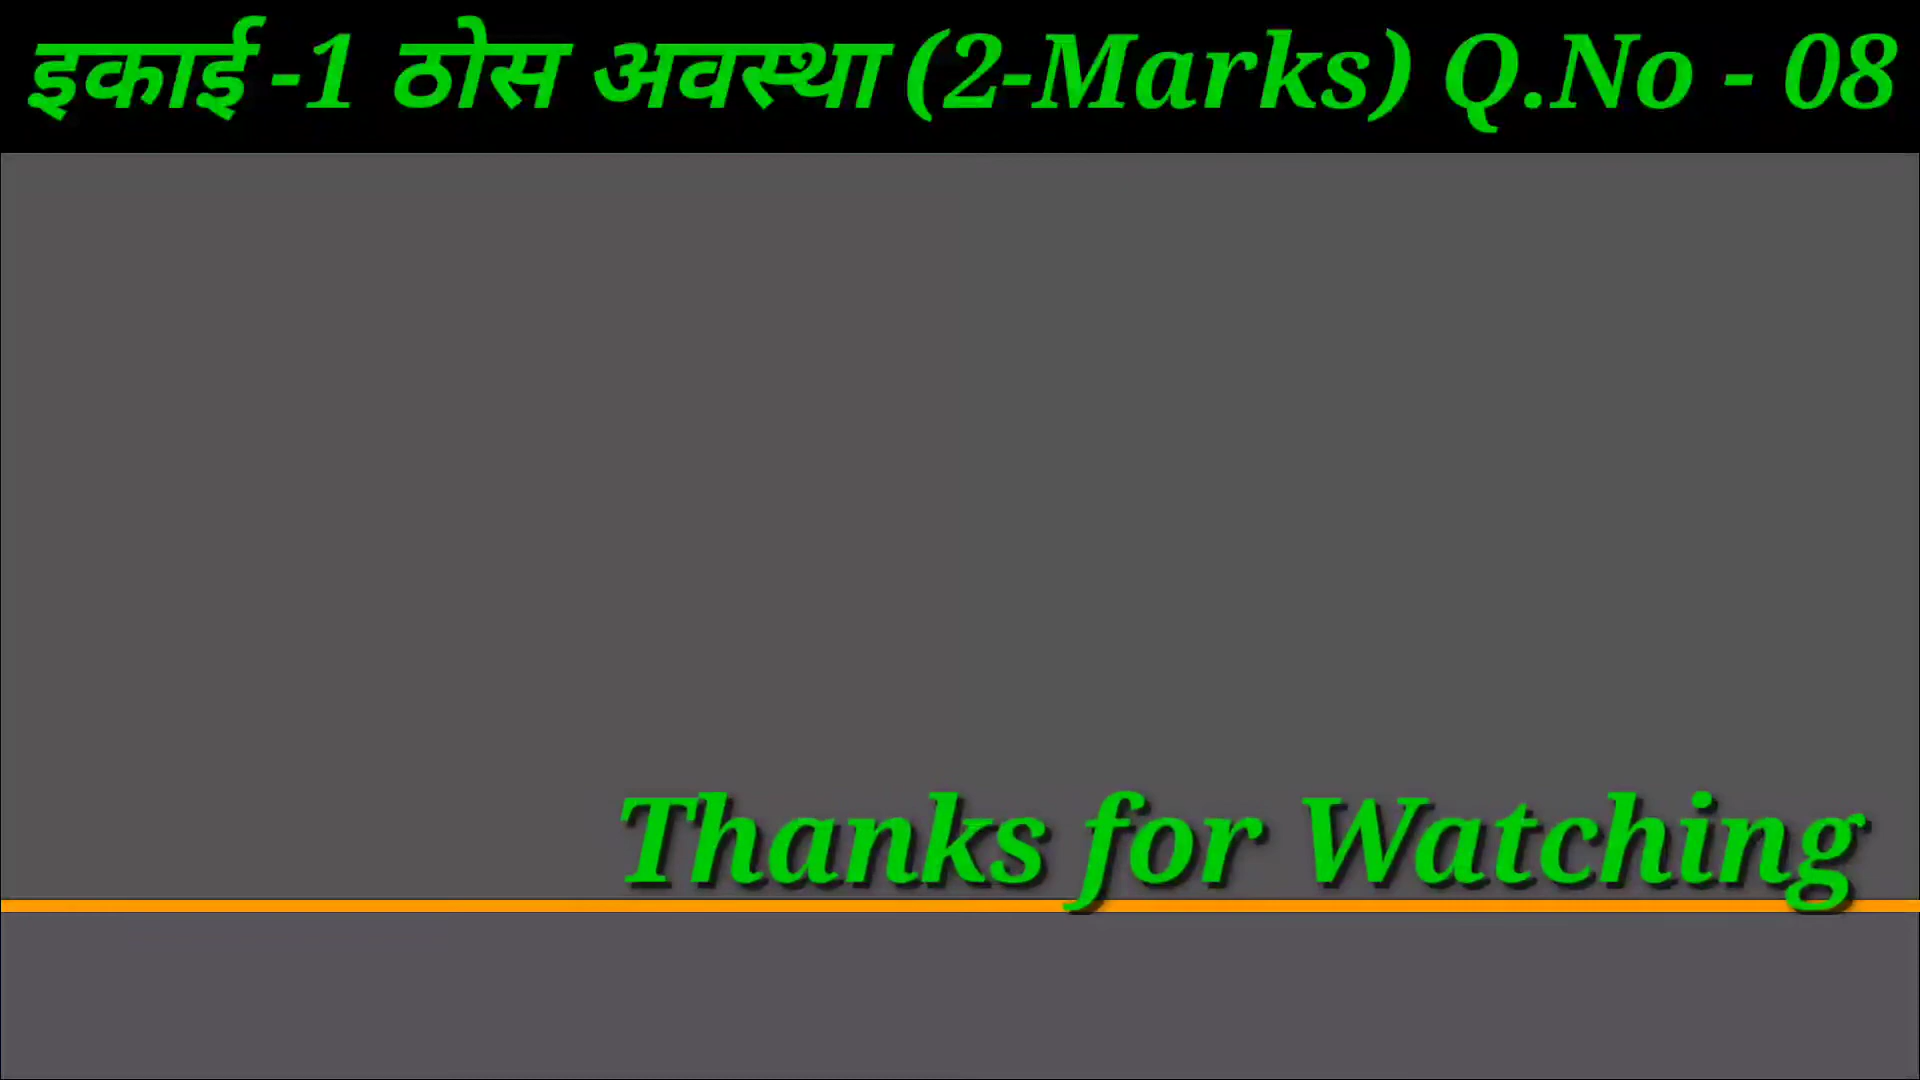 इकाई -1 ठोस अवस्था (2-Marks) Q.No - 08
Thanks for Watching